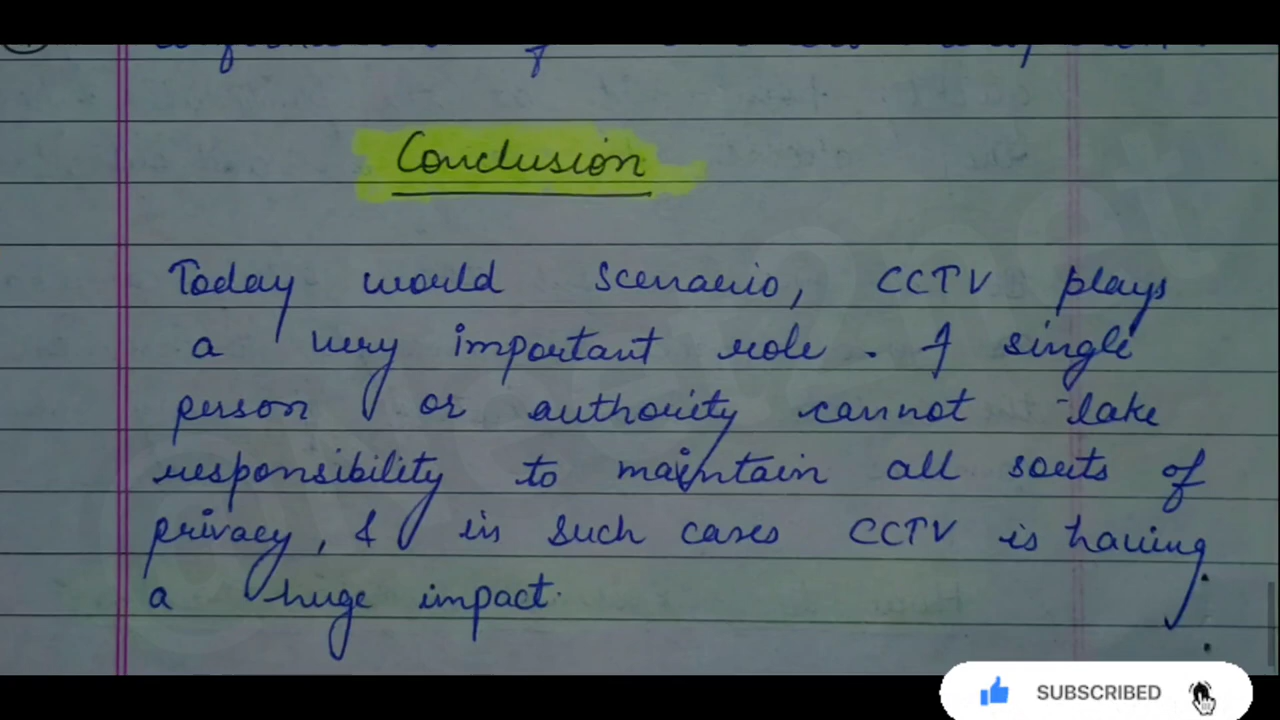 Conclusion
Today world scenario, CCTV plays
a very important role. A single
person or authority cannot take
responsibility to maintain all sorts of
privacy, & in such cases CCTV is having
a huge impact.
SUBSCRIBED